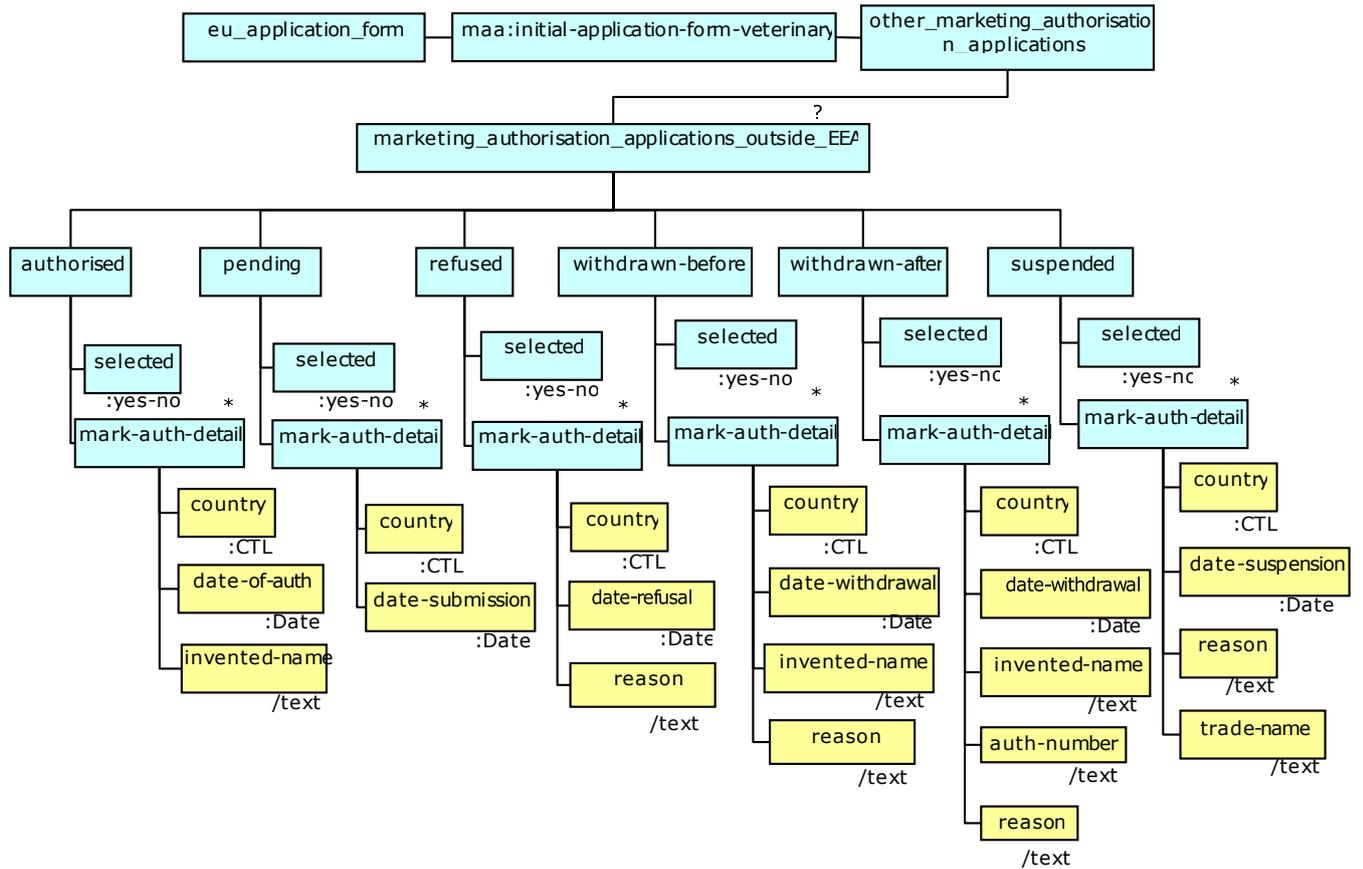 eu_application_form
maa:initial-application-form-veterinary
other_marketing_authorisatio
n_applications
?
marketing_authorisation_applications_outside_EEA
authorised
pending
refused
withdrawn-before
withdrawn-after
suspended
selected
:yes-no
*
mark-auth-detail
country
:CTL
date-of-auth
:Date
invented-name
/text
selected
:yes-no
*
mark-auth-detai
country
:CTL
date-submission
:Date
selected
:yes-no
*
mark-auth-detail
country
:CTL
date-refusal
:Date
reason
/text
selected
:yes-no
*
mark-auth-detail
country
:CTL
date-withdrawal
:Date
invented-name
/text
reason
/text
selected
:yes-no
*
mark-auth-detail
country
:CTL
date-withdrawal
:Date
invented-name
/text
auth-number
/text
reason
/text
selected
:yes-no
*
mark-auth-detail
country
:CTL
date-suspension
:Date
reason
/text
trade-name
/text